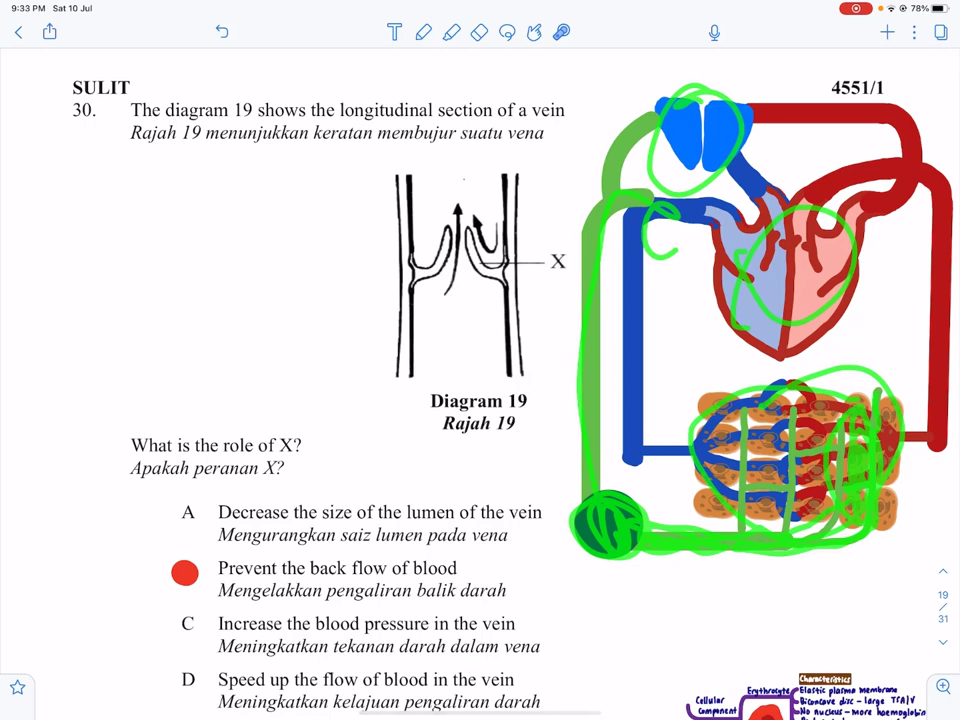 9:33 PM Sat 10 Jul
78%
SULIT
4551/1
30. The diagram 19 shows the longitudinal section of a vein
Rajah 19 menunjukkan keratan membujur suatu vena
X
Diagram 19
Rajah 19
What is the role of X?
Apakah peranan X?
A Decrease the size of the lumen of the vein
Mengurangkan saiz lumen pada vena
Prevent the back flow of blood
Mengelakkan pengaliran balik darah
C Increase the blood pressure in the vein
Meningkatkan tekanan darah dalam vena
D Speed up the flow of blood in the vein
Meningkatkan kelajuan pengaliran darah
19
/
31
Characteristics
Erythrocyte
Elastic plasma membrane
Cellular
Component
Biconcave disc - large TSA/V
No nucleus - more haemoglobin